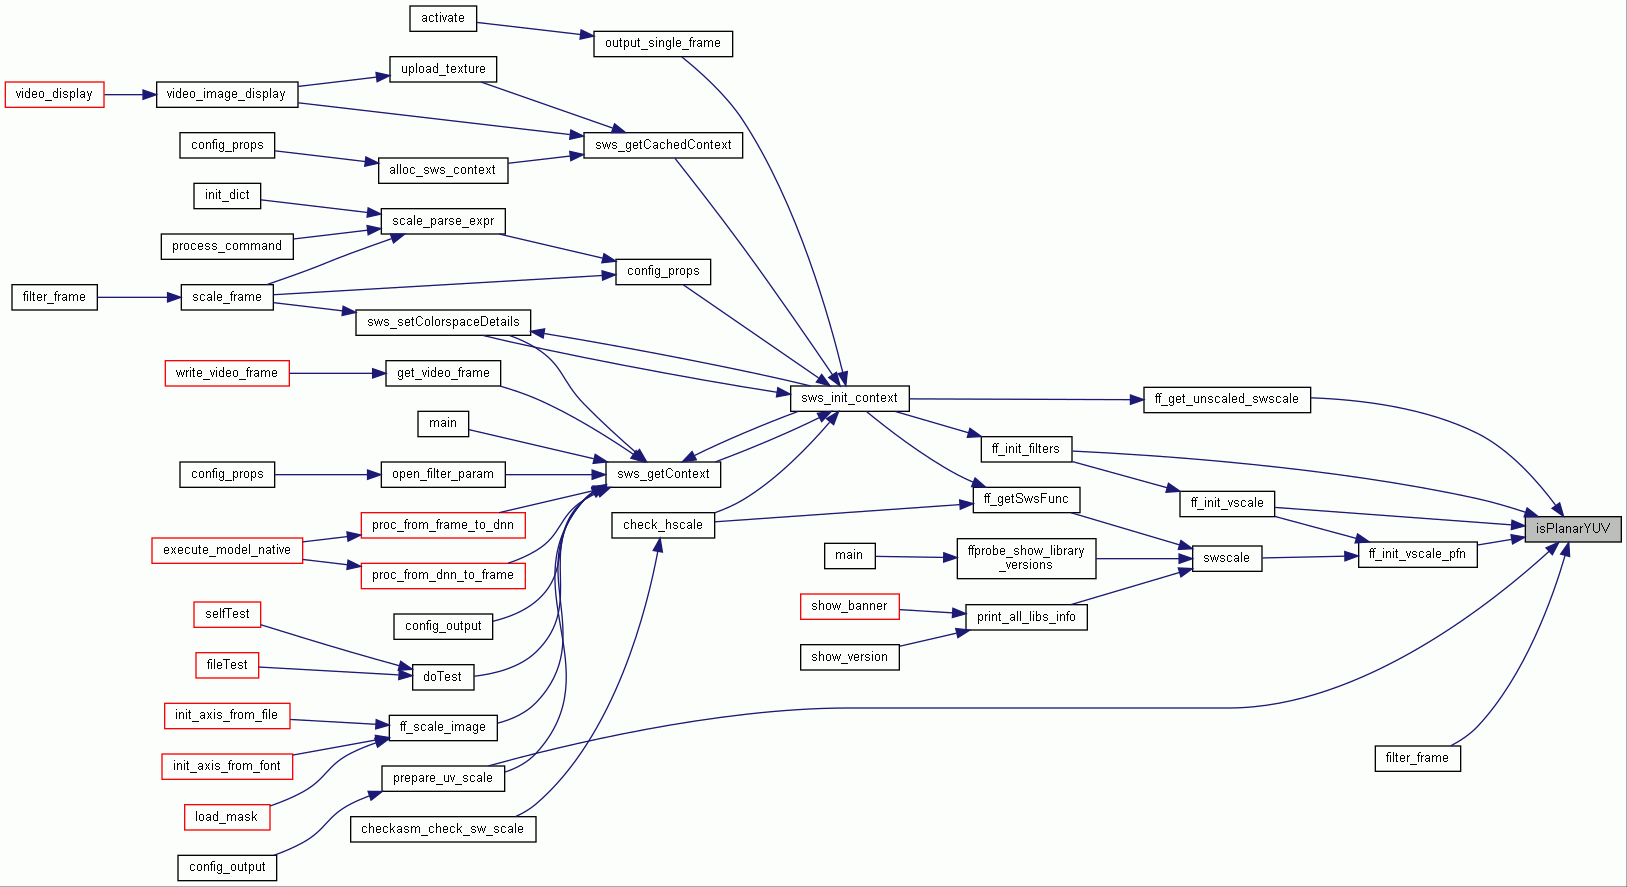 activate
output_single_frame
upload_texture
video_display
video_image_display
config_props
sws_getCachedContext
alloc_sws_context
init_dict
scale_parse_expr
process_command
config_props
filter_frame
scale_frame
sws_setColorspaceDetails
write_video_frame
get_video_frame
sws_init_context
ff_get_unscaled_swscale
main
ff_init_filters
config_props
open_filter_param
sws_getContext
ff_getSwsFunc
ff_init_vscale
proc_from_frame_to_dnn
check_hscale
isPlanarYUV
execute_model_native
main
ffprobe_show_library
_versions
swscale
ff_init_vscale_pfn
proc_from_dnn_to_frame
show_banner
print_all_libs_info
selfTest
config_output
show_version
fileTest
doTest
init_axis_from_file
ff_scale_image
init_axis_from_font
prepare_uv_scale
filter_frame
load_mask
checkasm_check_sw_scale
config_output